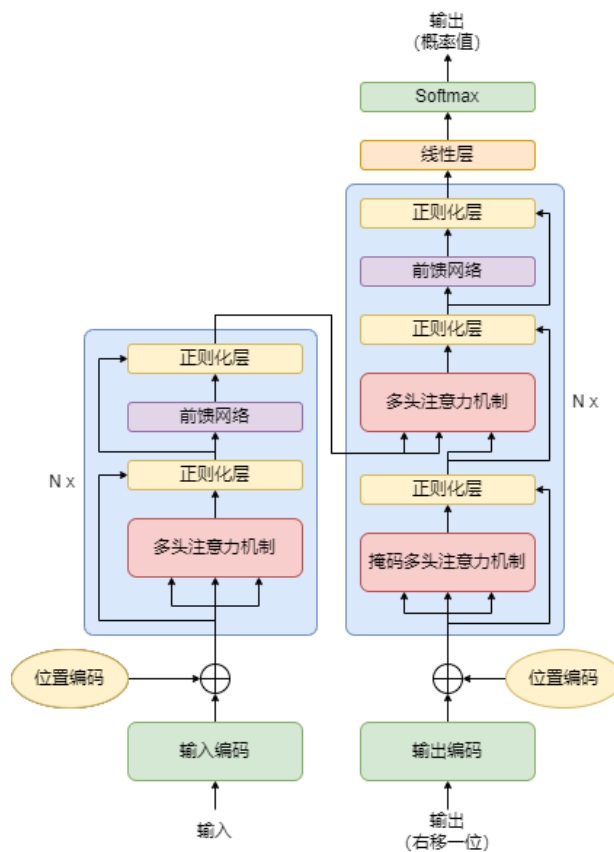 输出
(概率值)
Softmax
线性层
正则化层
前馈网络
正则化层
多头注意力机制
N x
正则化层
掩码多头注意力机制
正则化层
前馈网络
正则化层
N x
多头注意力机制
位置编码
位置编码
输入编码
输出编码
输入
输出
(右移一位)